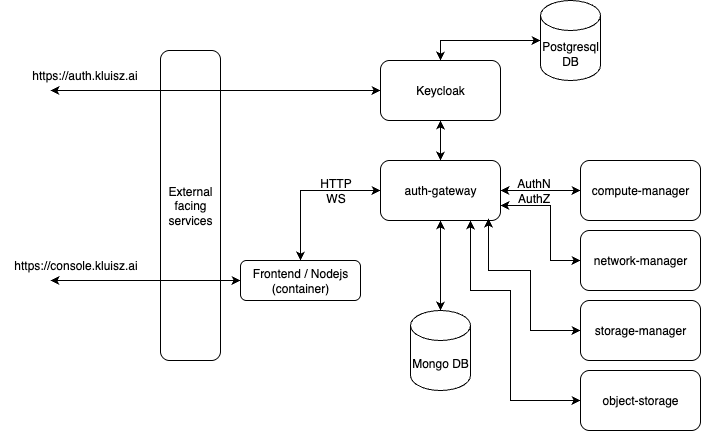 Postgresql
DB
https://auth.kluisz.ai
Keycloak
External
facing
services
HTTP
WS
auth-gateway
AuthN
AuthZ
compute-manager
network-manager
https://console.kluisz.ai
Frontend / Nodejs
(container)
storage-manager
Mongo DB
object-storage